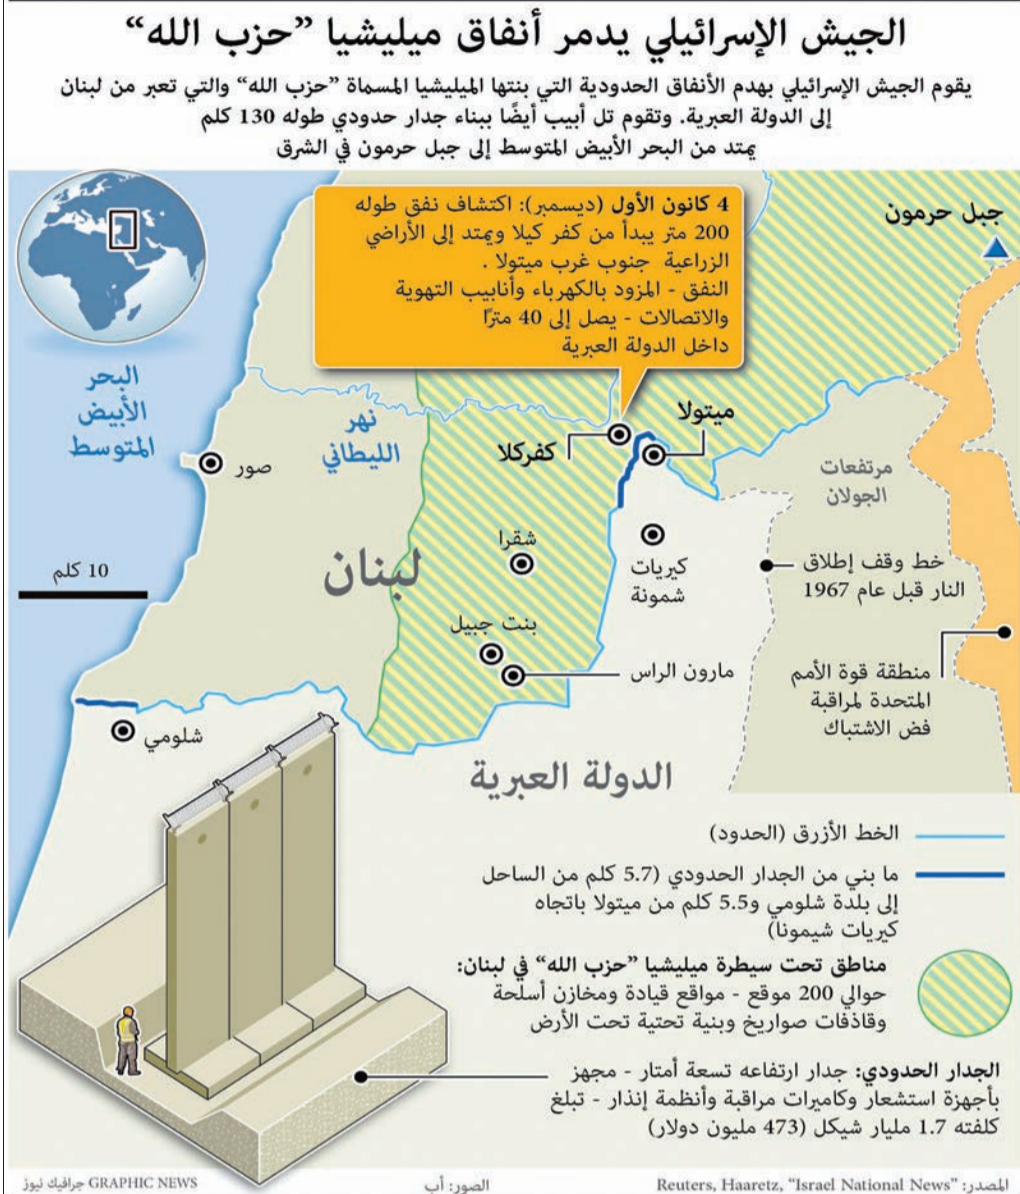 الجيش الإسرائيلي يدمر أنفاق ميليشيا “حزب الله”
يقوم الجيش الإسرائيلي بهدم الأنفاق الحدودية التي بنتها الميليشيا المسماة “حزب الله” والتي تعبر من لبنان
إلى الدولة العبرية. وتقوم تل أبيب أيضًا ببناء جدار حدودي طوله 130 كلم
يمتد من البحر الأبيض المتوسط إلى جبل حرمون في الشرق
4 كانون الأول (ديسمبر): اكتشاف نفق طوله
200 متر يبدأ من كفر كيلا ويمتد إلى الأراضي
الزراعية جنوب غرب ميتولا .
النفق - المزود بالكهرباء وأنابيب التهوية
والاتصالات - يصل إلى 40 مترًا
داخل الدولة العبرية
جبل حرمون
البحر
الأبيض
المتوسط
نهر
الليطاني
ميتولا
كفركلا
صور
مرتفعات
الجولان
شقرا
لبنان
كيريات
شمونة
10 كلم
خط وقف إطلاق
النار قبل عام 1967
بنت جبيل
مارون الراس
منطقة قوة الأمم
المتحدة لمراقبة
فض الاشتباك
شلومي
الدولة العبرية
الخط الأزرق (الحدود)
ما بني من الجدار الحدودي (5.7 كلم من الساحل
إلى بلدة شلومي و5.5 كلم من ميتولا باتجاه
كيريات شيمونا)
مناطق تحت سيطرة ميليشيا “حزب الله” في لبنان:
حوالي 200 موقع - مواقع قيادة ومخازن أسلحة
وقاذفات صواريخ وبنية تحتية تحت الأرض
الجدار الحدودي: جدار ارتفاعه تسعة أمتار - مجهز
بأجهزة استشعار وكاميرات مراقبة وأنظمة إنذار - تبلغ
كلفته 1.7 مليار شيكل (473 مليون دولار)
المصدر: Reuters, Haaretz, “Israel National News”
الصور: أب
GRAPHIC NEWS جرافيك نيوز